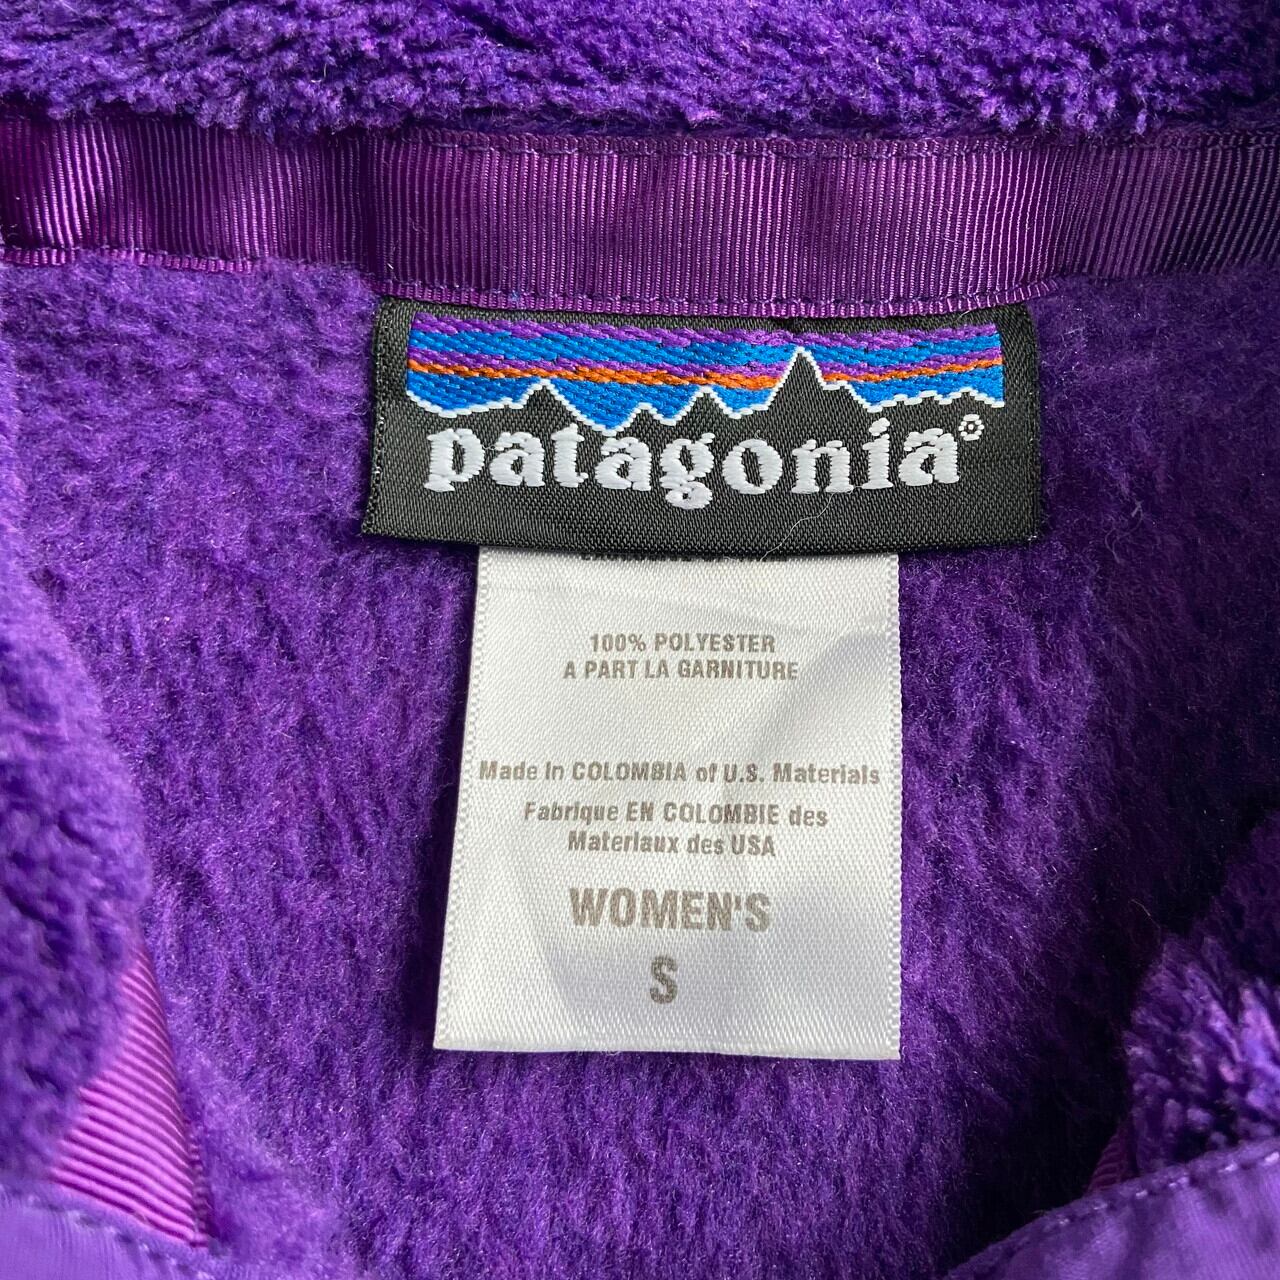 patagonia®
100% POLYESTER
A PART LA GARNITURE
Made in COLOMBIA of U.S. Materials
Fabrique EN COLOMBIE des
Materiaux des USA
WOMEN'S
S